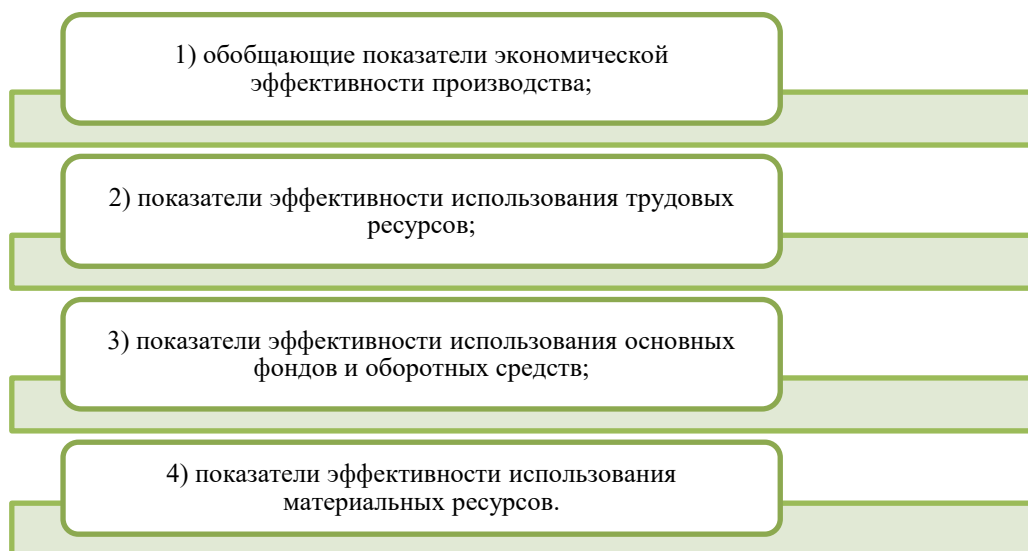 1) обобщающие показатели экономической
эффективности производства;
2) показатели эффективности использования трудовых
ресурсов;
3) показатели эффективности использования основных
фондов и оборотных средств;
4) показатели эффективности использования
материальных ресурсов.